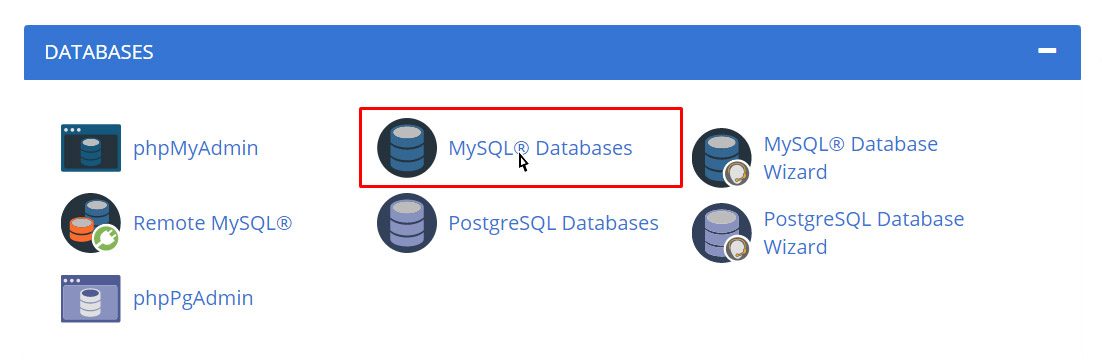 DATABASES
phpMyAdmin
MySQL® Databases
MySQL® Database
Wizard
Remote MySQL®
PostgreSQL Databases
PostgreSQL Database
Wizard
phpPgAdmin